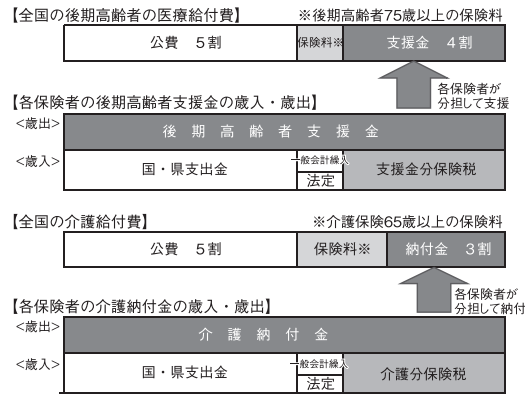 【全国の後期高齢者の医療給付費】 ※後期高齢者75歳以上の保険料
公費 5割 保険料※ 支援金 4割
各保険者が
分担して支援
【各保険者の後期高齢者支援金の歳入・歳出】
<歳出> 後期高齢者支援金
<歳入> 国・県支出金 一般会計繰入 支援金分保険税
法定
【全国の介護給付費】 ※介護保険65歳以上の保険料
公費 5割 保険料※ 納付金 3割
各保険者が
分担して納付
【各保険者の介護納付金の歳入・歳出】
<歳出> 介護納付金
<歳入> 国・県支出金 一般会計繰入 介護分保険税
法定